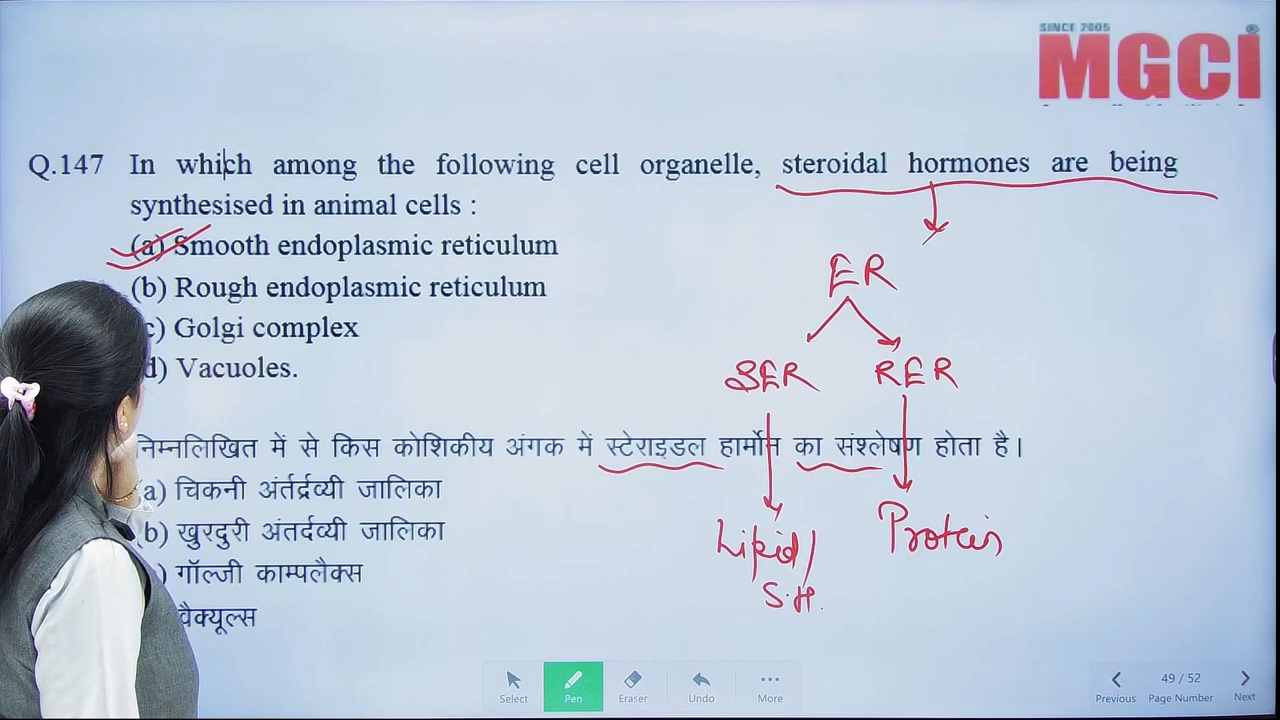 SINCE 2005
MGCI
Q.147 In which among the following cell organelle, steroidal hormones are being
synthesised in animal cells :
(a) Smooth endoplasmic reticulum
(b) Rough endoplasmic reticulum
c) Golgi complex
d) Vacuoles.
ER
SER RER
Lipid/
S.H.
Protein
निम्नलिखित में से किस कोशिकीय अंगक में स्टेराइडल हार्मोन का संश्लेषण होता है।
(a) चिकनी अंर्तर्द्रव्यी जालिका
(b) खुरदुरी अंतर्दव्यी जालिका
) गॉल्जी काम्पलैक्स
वैक्यूल्स
Select Pen Eraser Undo More
49 / 52
Previous Page Number Next